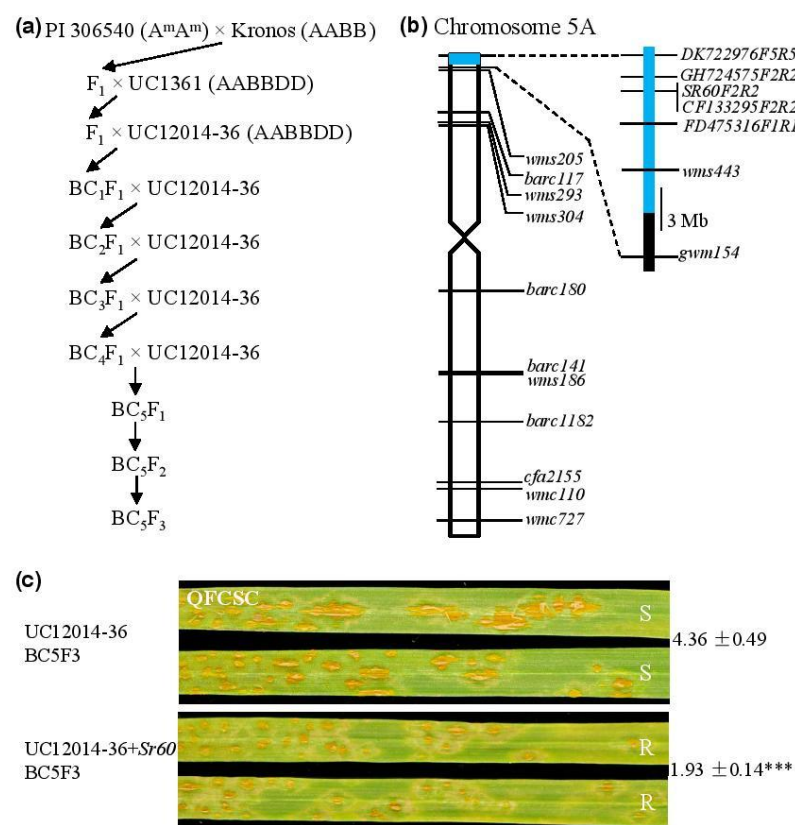 (a)
PI 306540 (AᵐAᵐ) × Kronos (AABB)
F₁ × UC1361 (AABBDD)
F₁ × UC12014-36 (AABBDD)
BC₁F₁ × UC12014-36
BC₂F₁ × UC12014-36
BC₃F₁ × UC12014-36
BC₄F₁ × UC12014-36
BC₅F₁
BC₅F₂
BC₅F₃
(b) Chromosome 5A
wms205
barc117
wms293
wms304
barc180
barc141
wms186
barc1182
cfa2155
wmc110
wmc727
DK722976F5R5
GH724575F2R2
SR60F2R2
CF133295F2R2
FD475316F1R1
wms443
3 Mb
gwm154
(c)
QFCSC
UC12014-36
BC5F3
S
S
4.36 ±0.49
UC12014-36+Sr60
BC5F3
R
R
1.93 ±0.14***